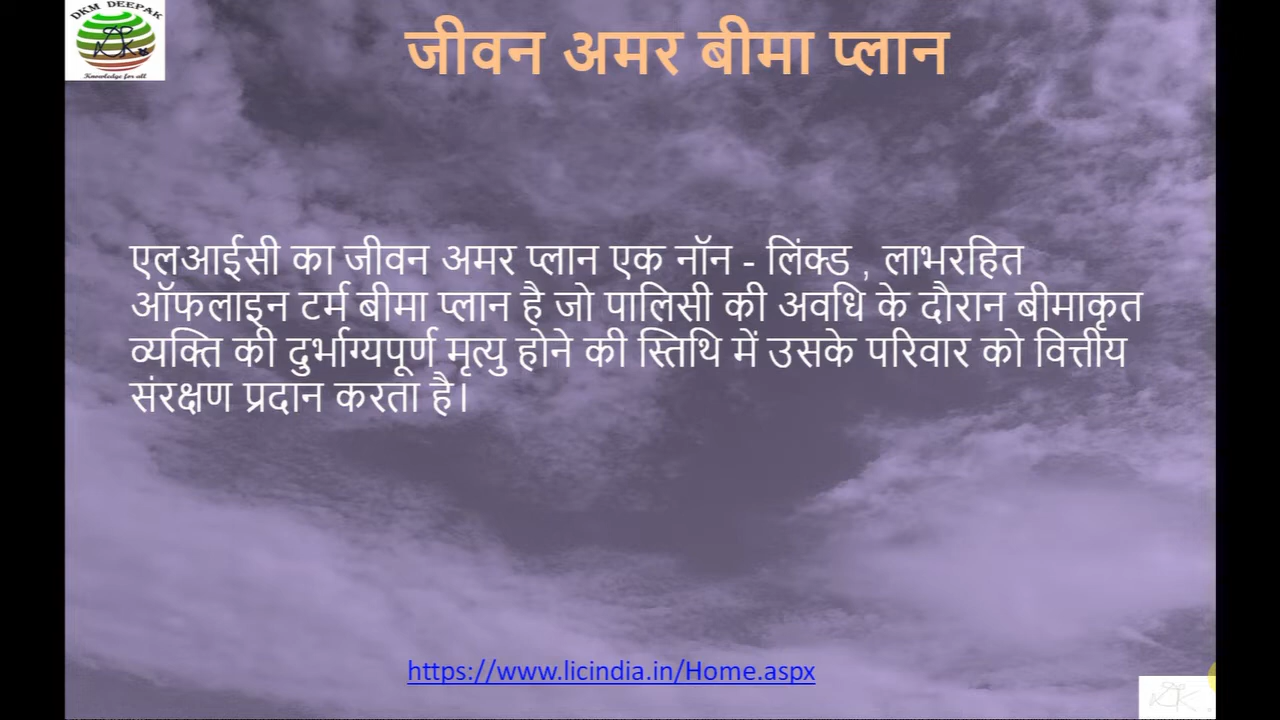 DKM DEEPAK
Knowledge for all
जीवन अमर बीमा प्लान
एलआईसी का जीवन अमर प्लान एक नॉन - लिंक्ड , लाभरहित
ऑफलाइन टर्म बीमा प्लान है जो पालिसी की अवधि के दौरान बीमाकृत
व्यक्ति की दुर्भाग्यपूर्ण मृत्यु होने की स्तिथि में उसके परिवार को वित्तीय
संरक्षण प्रदान करता है।
https://www.licindia.in/Home.aspx